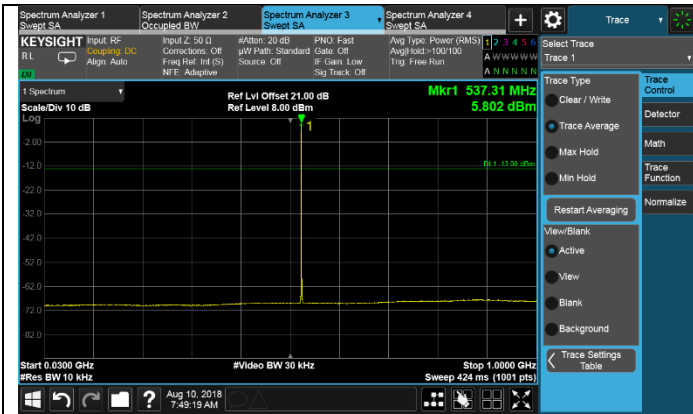 Spectrum Analyzer 1
Swept SA
Spectrum Analyzer 2
Occupied BW
Spectrum Analyzer 3
Swept SA
Spectrum Analyzer 4
Swept SA
Trace
KEYSIGHT
RL
Input: RF
Coupling: DC
Align: Auto
Input Z: 50 Ω
Corrections: Off
Freq Ref: Int (S)
NFE: Adaptive
#Atten: 20 dB
µW Path: Standard
Source: Off
PNO: Fast
Gate: Off
IF Gain: Low
Sig Track: Off
Avg Type: Power (RMS)
Avg|Hold:>100/100
Trig: Free Run
1 2 3 4 5 6
A W W W W W
A N N N N N
Select Trace
Trace 1
1 Spectrum
Scale/Div 10 dB
Log
Ref Lvl Offset 21.00 dB
Ref Level 8.00 dBm
Mkr1 537.31 MHz
5.802 dBm
1
DL1 -13.00 dBm
-2.00
-12.0
-22.0
-32.0
-42.0
-52.0
-62.0
-72.0
-82.0
Start 0.0300 GHz
#Res BW 10 kHz
#Video BW 30 kHz
Stop 1.0000 GHz
Sweep 424 ms (1001 pts)
Trace Type
Clear / Write
Trace Average
Max Hold
Min Hold
Restart Averaging
View/Blank
Active
View
Blank
Background
Trace Settings
Table
Trace
Control
Detector
Math
Trace
Function
Normalize
Aug 10, 2018
7:49:19 AM